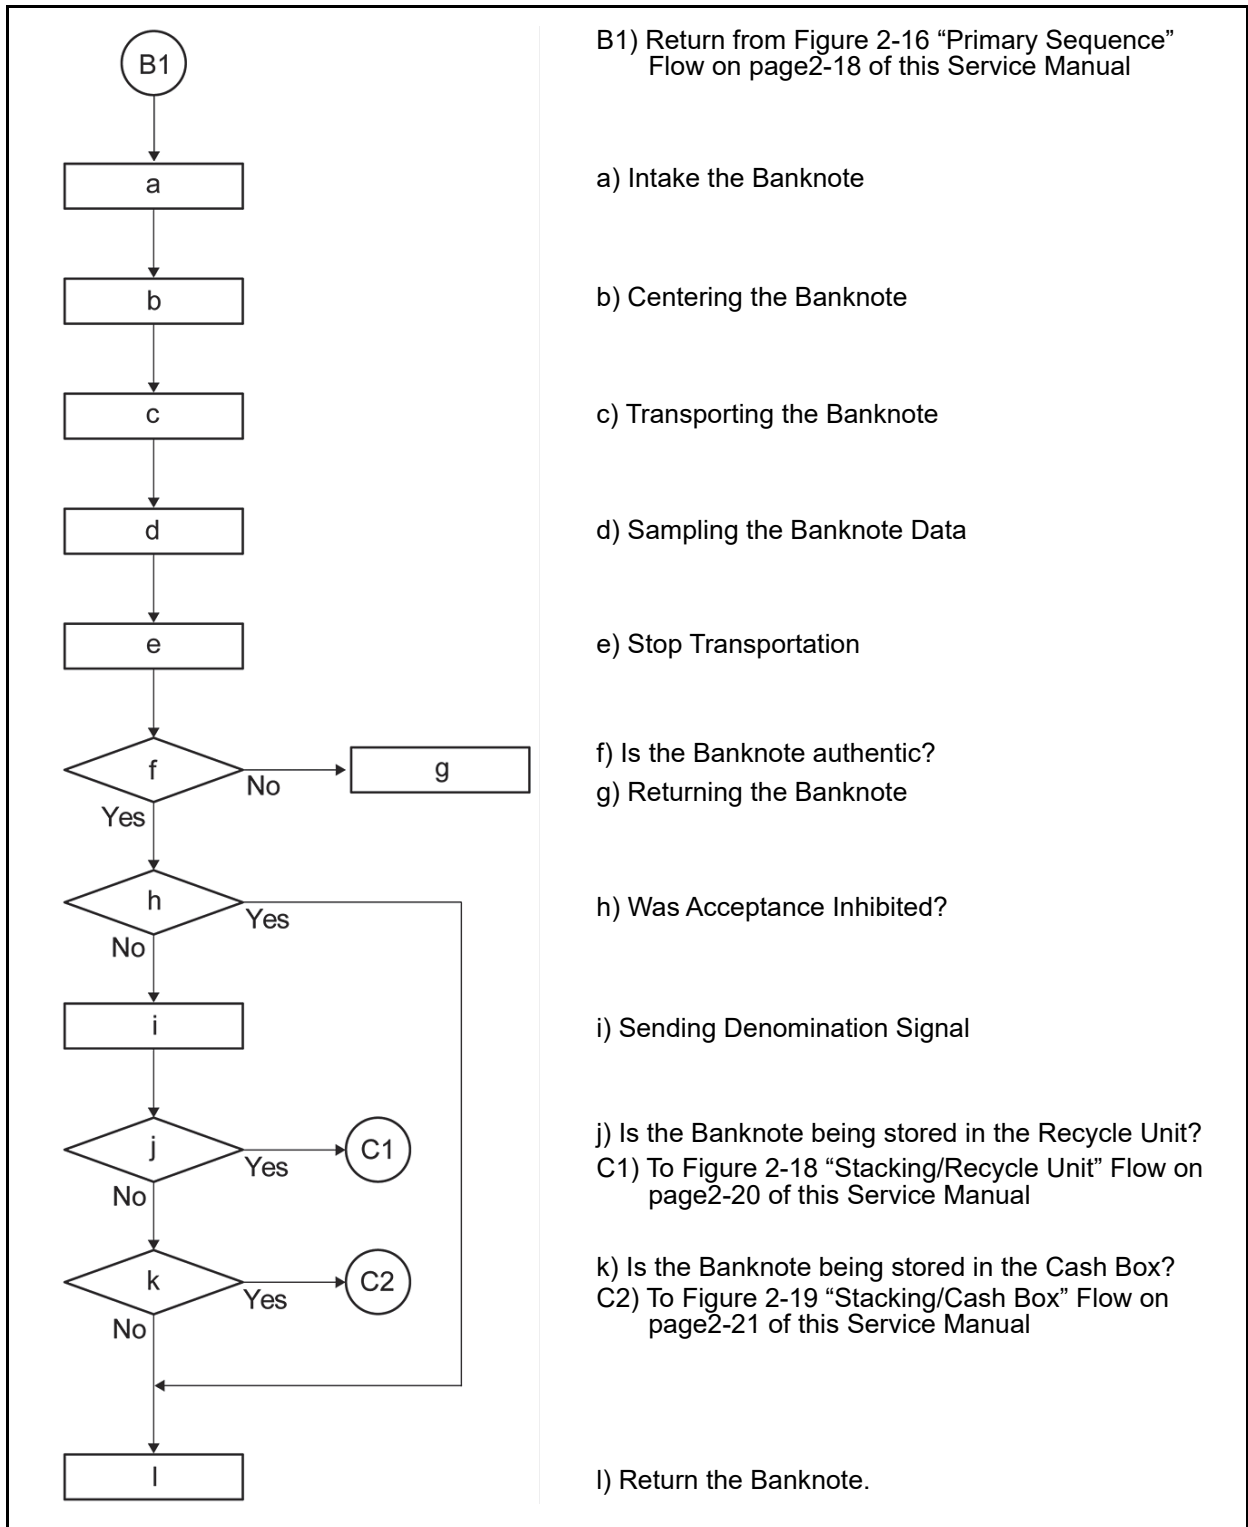 B1
B1) Return from Figure 2-16 “Primary Sequence”
Flow on page2-18 of this Service Manual
a
a) Intake the Banknote
b
b) Centering the Banknote
c
c) Transporting the Banknote
d
d) Sampling the Banknote Data
e
e) Stop Transportation
f
No
g
Yes
f) Is the Banknote authentic?
g) Returning the Banknote
h
Yes
No
h) Was Acceptance Inhibited?
i
i) Sending Denomination Signal
j
Yes
C1
No
j) Is the Banknote being stored in the Recycle Unit?
C1) To Figure 2-18 “Stacking/Recycle Unit” Flow on
page2-20 of this Service Manual
k
Yes
C2
No
k) Is the Banknote being stored in the Cash Box?
C2) To Figure 2-19 “Stacking/Cash Box” Flow on
page2-21 of this Service Manual
l
l) Return the Banknote.